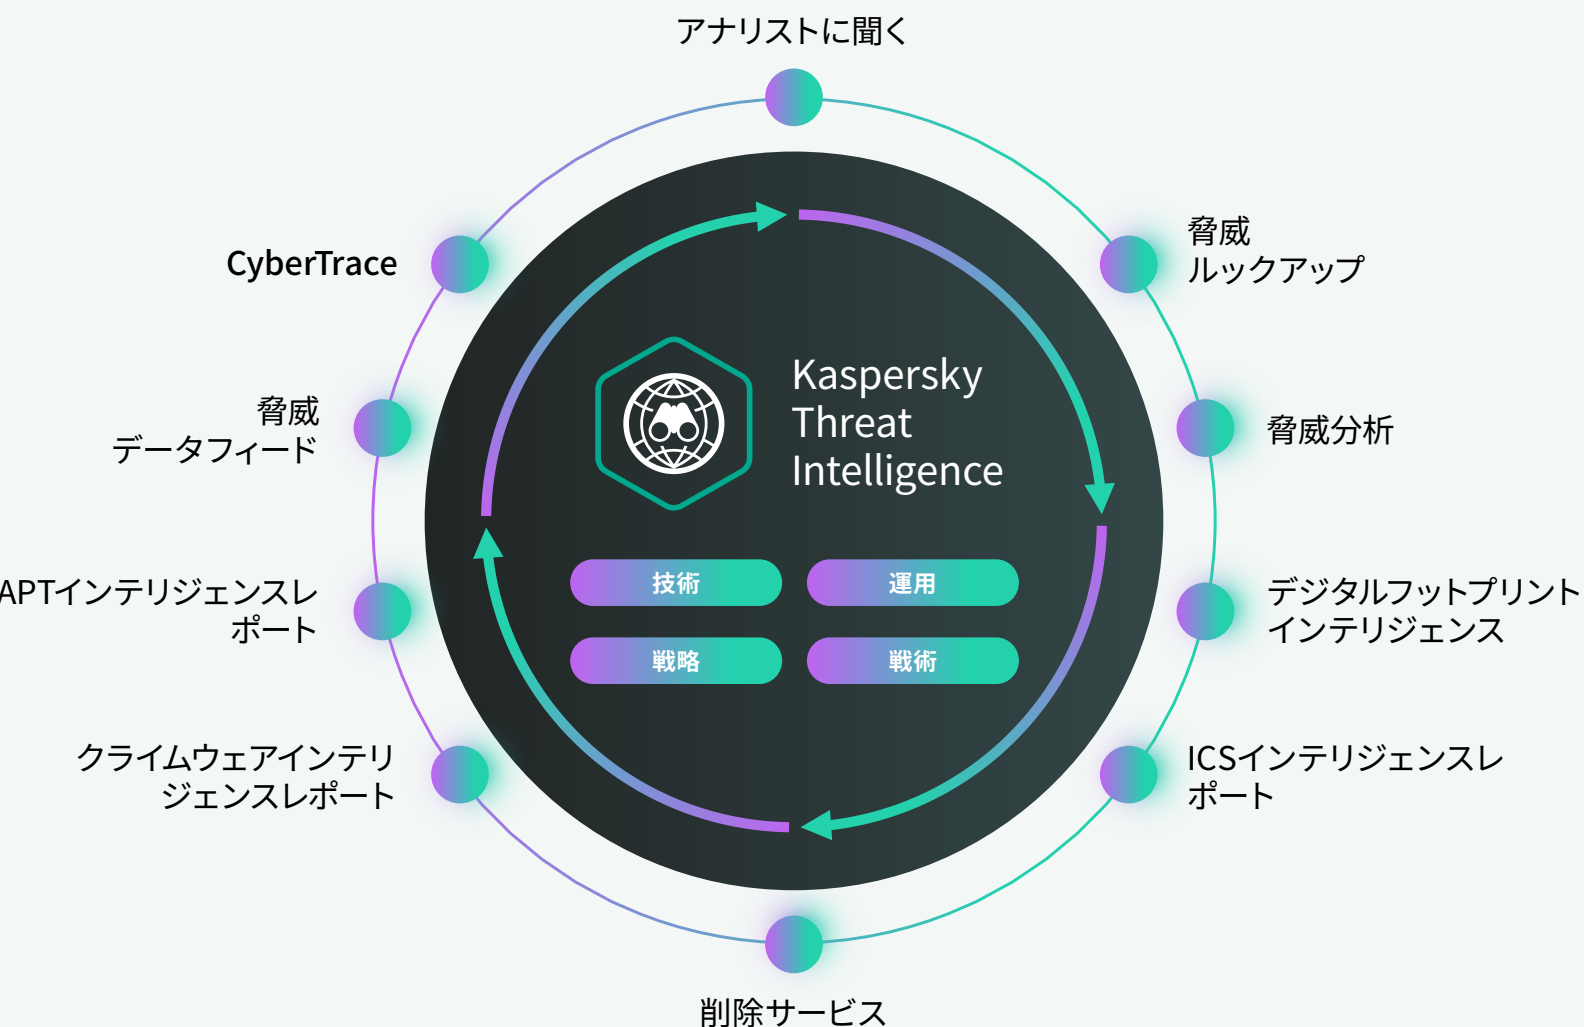 アナリストに聞く
脅威
ルックアップ
脅威分析
デジタルフットプリント
インテリジェンス
ICSインテリジェンスレ
ポート
削除サービス
クライムウェアインテリ
ジェンスレポート
APTインテリジェンスレ
ポート
脅威
データフィード
CyberTrace
Kaspersky
Threat
Intelligence
技術
運用
戦略
戦術